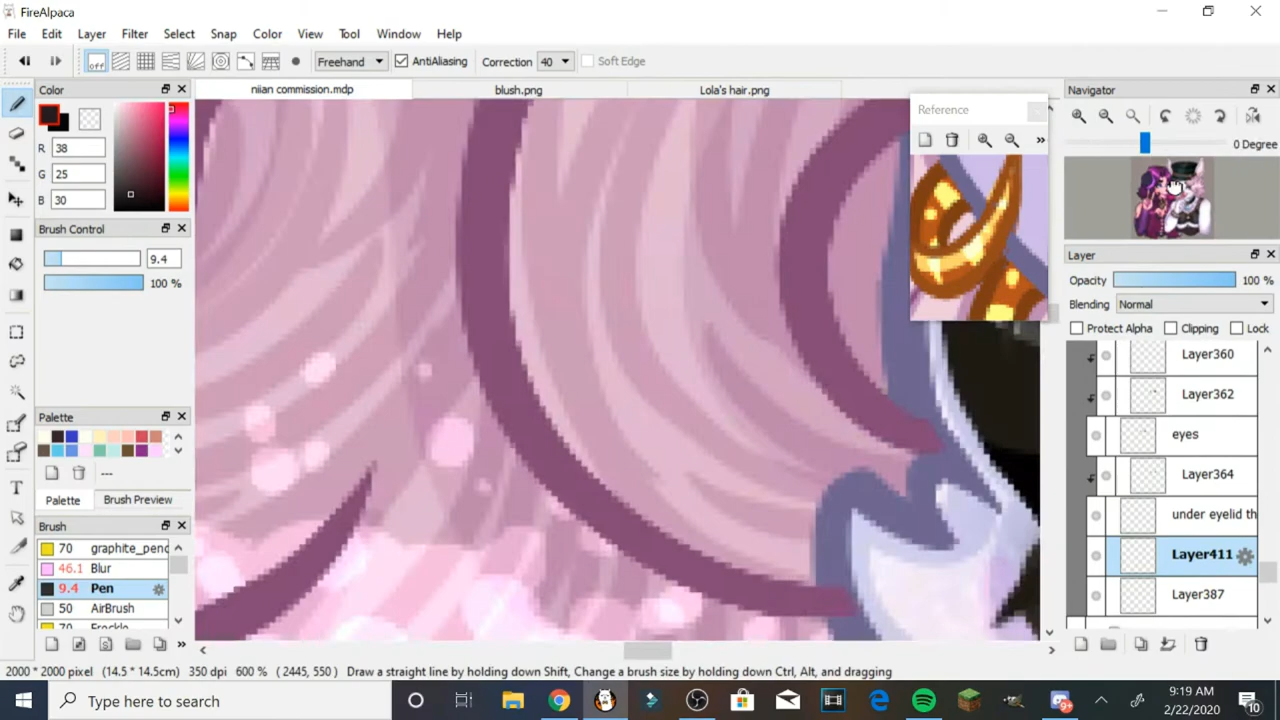 FireAlpaca
File Edit Layer Filter Select Snap Color View Tool Window Help
off Freehand AntiAliasing Correction 40 Soft Edge
Color
R 38
G 25
B 30
Brush Control
9.4
100 %
Palette
---
Palette Brush Preview
Brush
70 graphite_penc
46.1 Blur
9.4 Pen
50 AirBrush
70 Freckle
niian commission.mdp blush.png Lola's hair.png
Reference
»
Navigator
0 Degree
Layer
Opacity 100 %
Blending Normal
Protect Alpha Clipping Lock
Layer360
Layer362
eyes
Layer364
under eyelid th
Layer411
Layer387
»
2000 * 2000 pixel (14.5 * 14.5cm) 350 dpi 600 % ( 2445, 550 ) Draw a straight line by holding down Shift, Change a brush size by holding down Ctrl, Alt, and dragging
Type here to search
9+
9:19 AM
2/22/2020
10